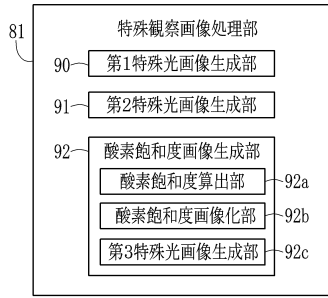 81
特殊観察画像処理部
90 第1特殊光画像生成部
91 第2特殊光画像生成部
92 酸素飽和度画像生成部
酸素飽和度算出部 92a
酸素飽和度画像化部 92b
第3特殊光画像生成部 92c